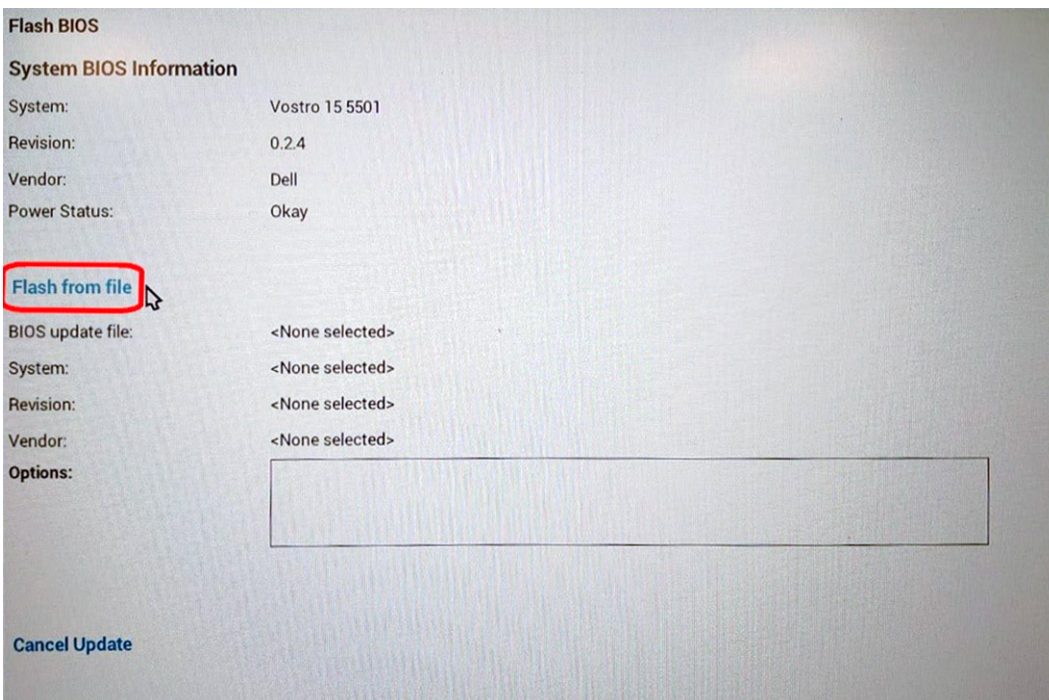 Flash BIOS
System BIOS Information
System: Vostro 15 5501
Revision: 0.2.4
Vendor: Dell
Power Status: Okay
Flash from file
BIOS update file: <None selected>
System: <None selected>
Revision: <None selected>
Vendor: <None selected>
Options:
Cancel Update